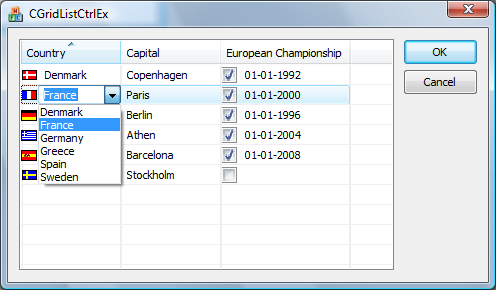 CGridListCtrlEx
Country Capital European Championship
Denmark Copenhagen 01-01-1992
France Paris 01-01-2000
Berlin 01-01-1996
Athen 01-01-2004
Barcelona 01-01-2008
Stockholm
Denmark
France
Germany
Greece
Spain
Sweden
OK
Cancel